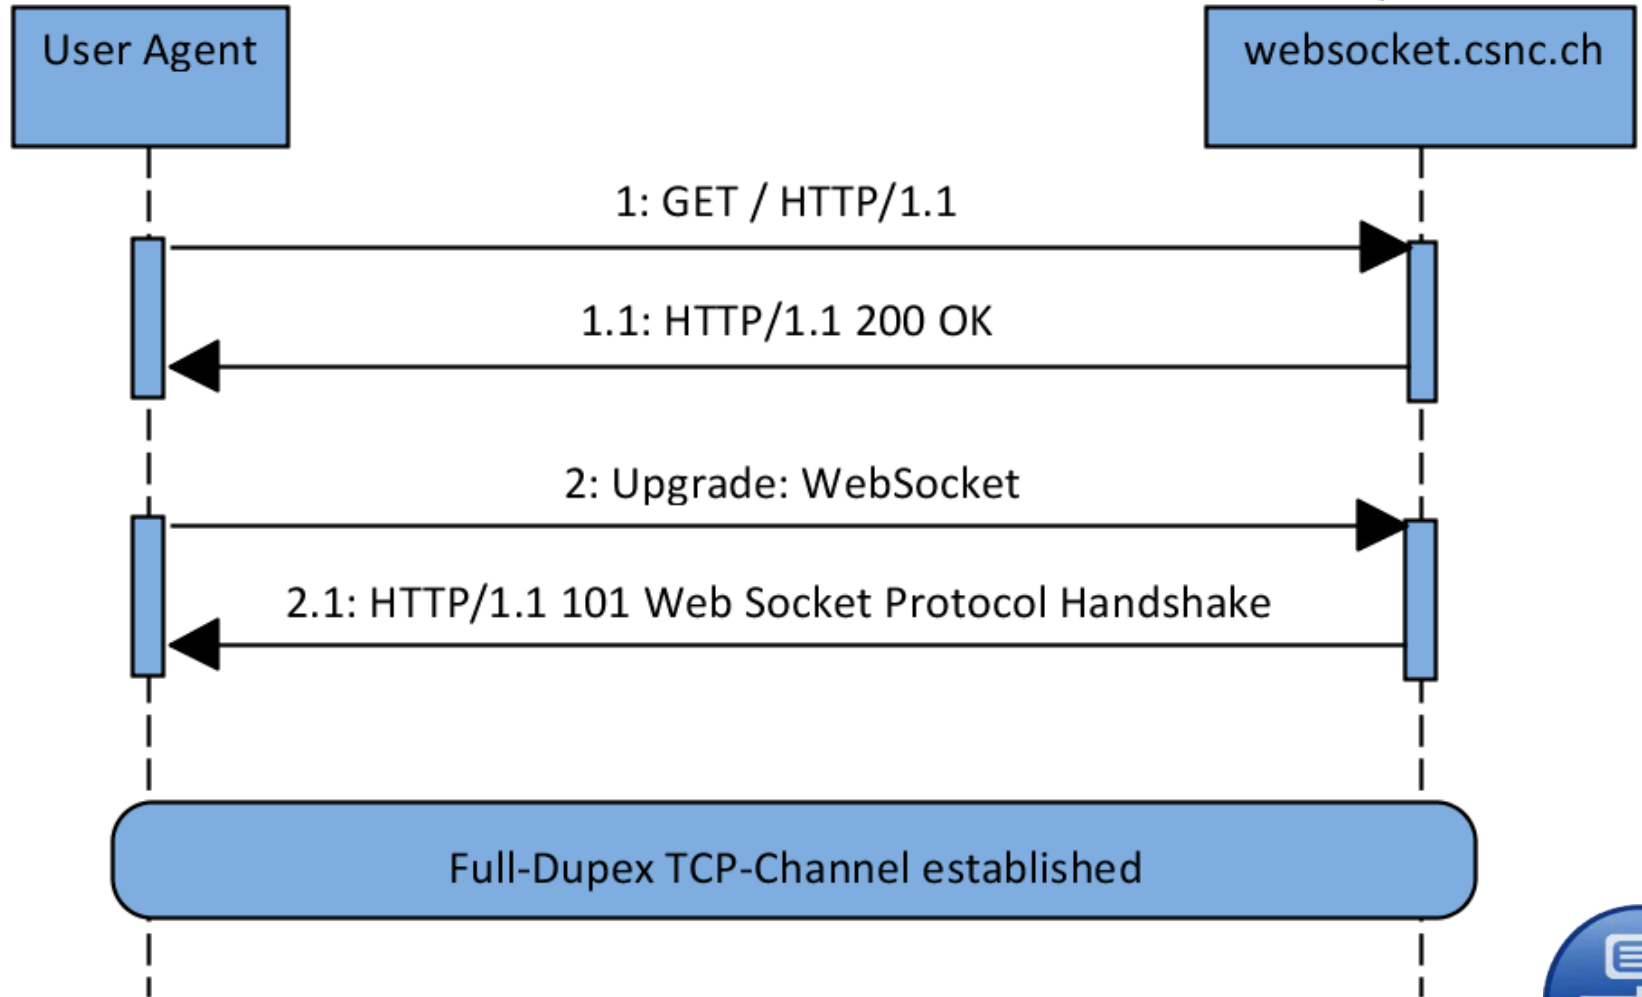 User Agent
websocket.csnc.ch
1: GET / HTTP/1.1
1.1: HTTP/1.1 200 OK
2: Upgrade: WebSocket
2.1: HTTP/1.1 101 Web Socket Protocol Handshake
Full-Dupex TCP-Channel established